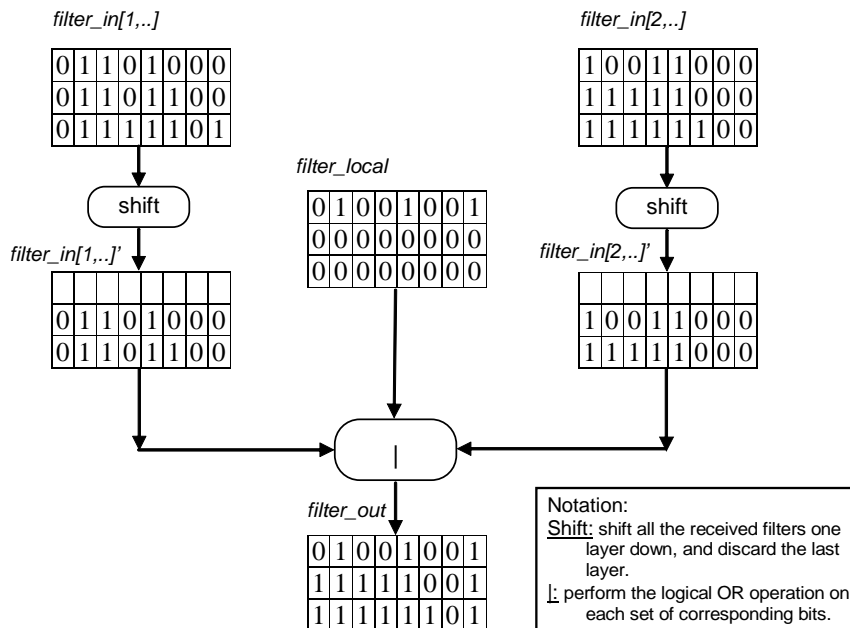 filter_in[1,..]
0 1 1 0 1 0 0 0
0 1 1 0 1 1 0 0
0 1 1 1 1 1 0 1
shift
filter_in[1,..]’
0 1 1 0 1 0 0 0
0 1 1 0 1 1 0 0
filter_local
0 1 0 0 1 0 0 1
0 0 0 0 0 0 0 0
0 0 0 0 0 0 0 0
filter_in[2,..]
1 0 0 1 1 0 0 0
1 1 1 1 1 0 0 0
1 1 1 1 1 1 0 0
shift
filter_in[2,..]’
1 0 0 1 1 0 0 0
1 1 1 1 1 0 0 0
|
filter_out
0 1 0 0 1 0 0 1
1 1 1 1 1 0 0 1
1 1 1 1 1 1 0 1
Notation:
Shift: shift all the received filters one
layer down, and discard the last
layer.
|: perform the logical OR operation on
each set of corresponding bits.